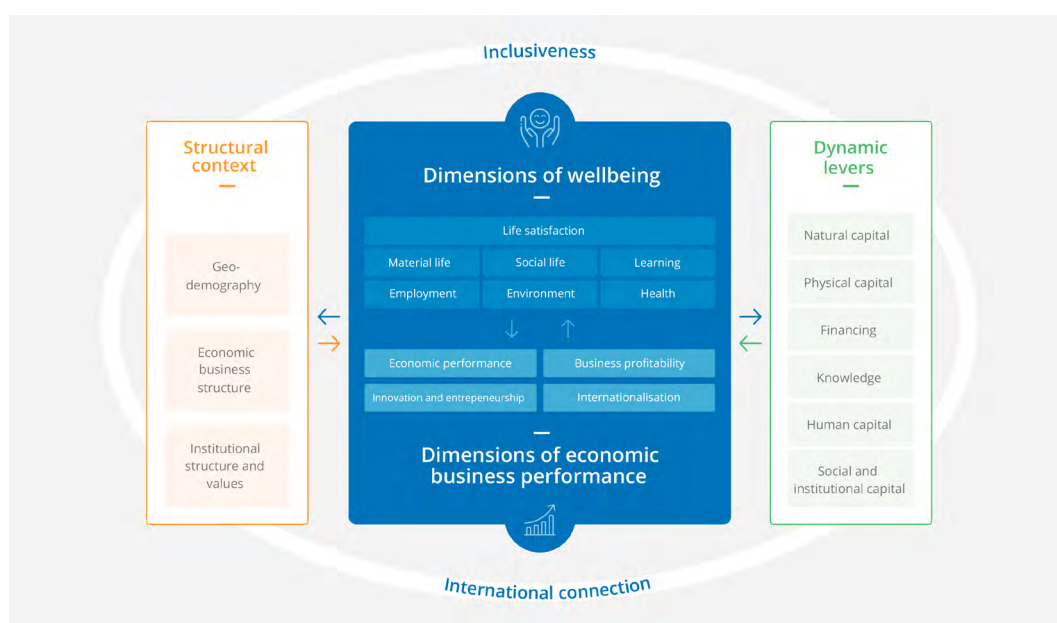 Inclusiveness
Structural
context
Geo-
demography
Economic
business
structure
Institutional
structure and
values
Dimensions of wellbeing
Life satisfaction
Material life
Social life
Learning
Employment
Environment
Health
Economic performance
Business profitability
Innovation and entrepeneurship
Internationalisation
Dimensions of economic
business performance
Dynamic
levers
Natural capital
Physical capital
Financing
Knowledge
Human capital
Social and
institutional capital
International connection